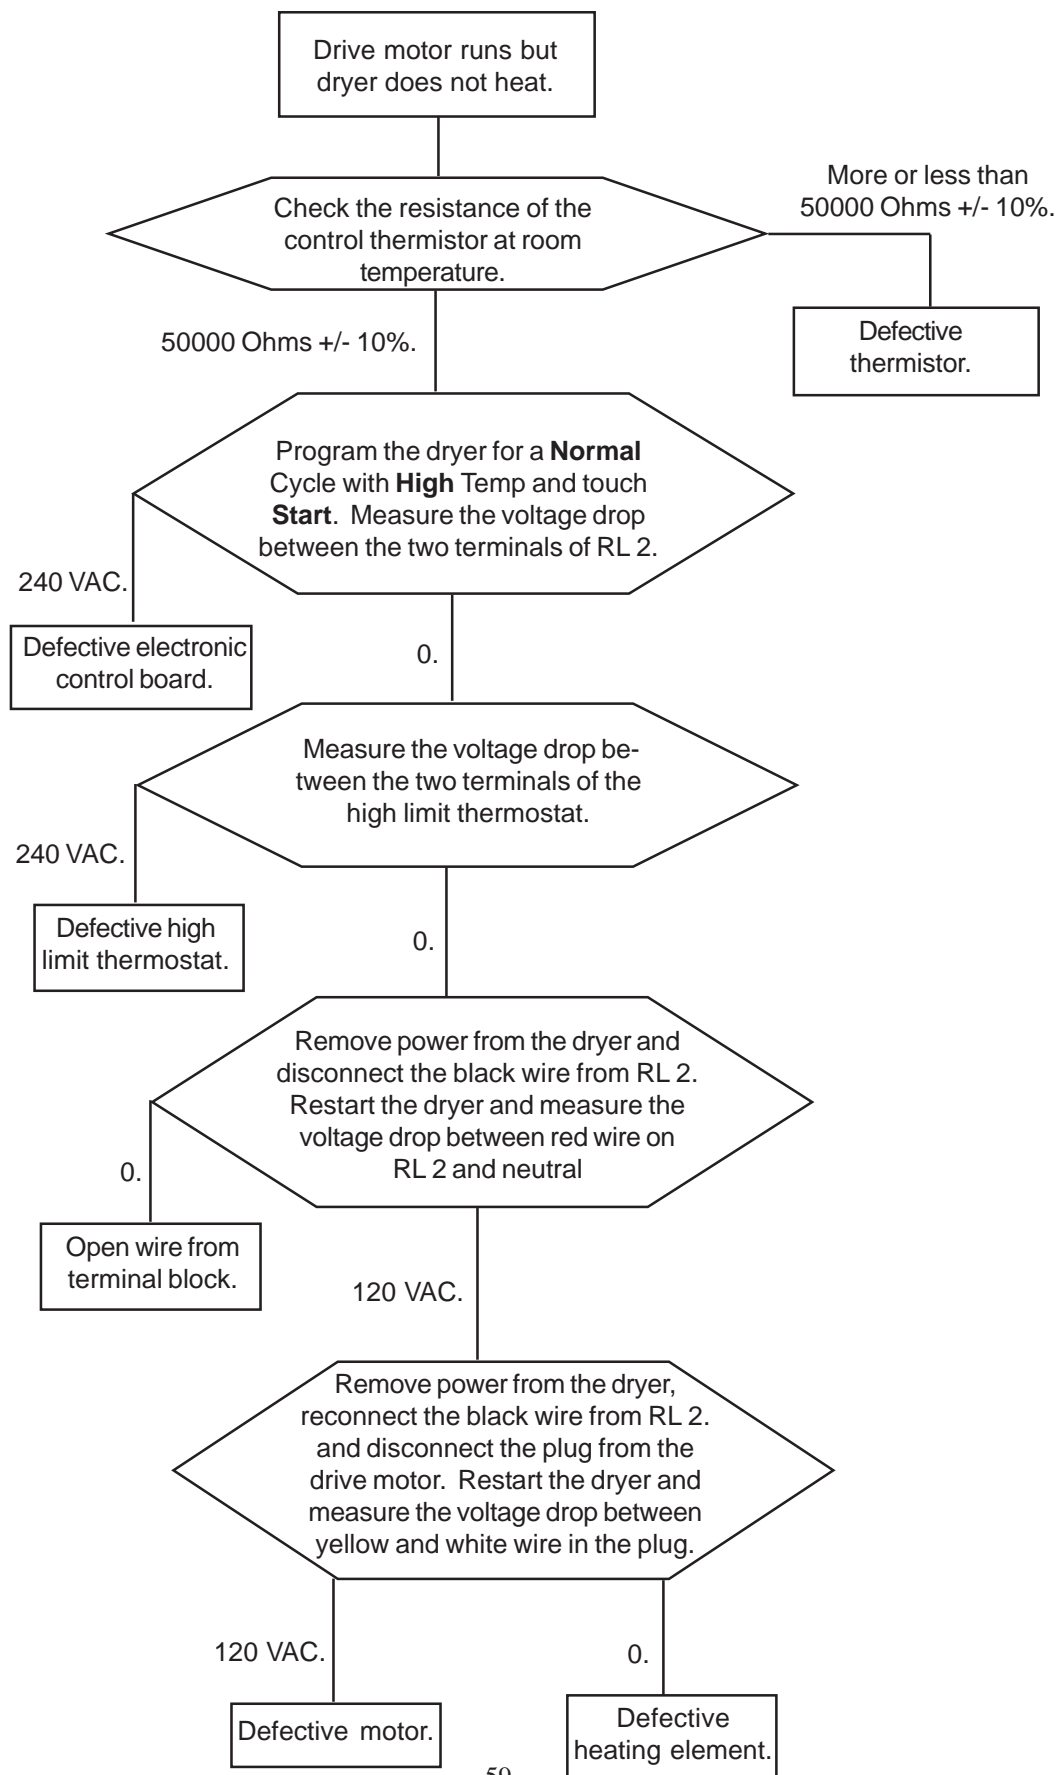 Drive motor runs but
dryer does not heat.
Check the resistance of the
control thermistor at room
temperature.
More or less than
50000 Ohms +/- 10%.
Defective
thermistor.
50000 Ohms +/- 10%.
Program the dryer for a Normal
Cycle with High Temp and touch
Start. Measure the voltage drop
between the two terminals of RL 2.
240 VAC.
Defective electronic
control board.
0.
Measure the voltage drop be-
tween the two terminals of the
high limit thermostat.
240 VAC.
Defective high
limit thermostat.
0.
Remove power from the dryer and
disconnect the black wire from RL 2.
Restart the dryer and measure the
voltage drop between red wire on
RL 2 and neutral
0.
Open wire from
terminal block.
120 VAC.
Remove power from the dryer,
reconnect the black wire from RL 2.
and disconnect the plug from the
drive motor. Restart the dryer and
measure the voltage drop between
yellow and white wire in the plug.
120 VAC.
Defective motor.
0.
Defective
heating element.
59